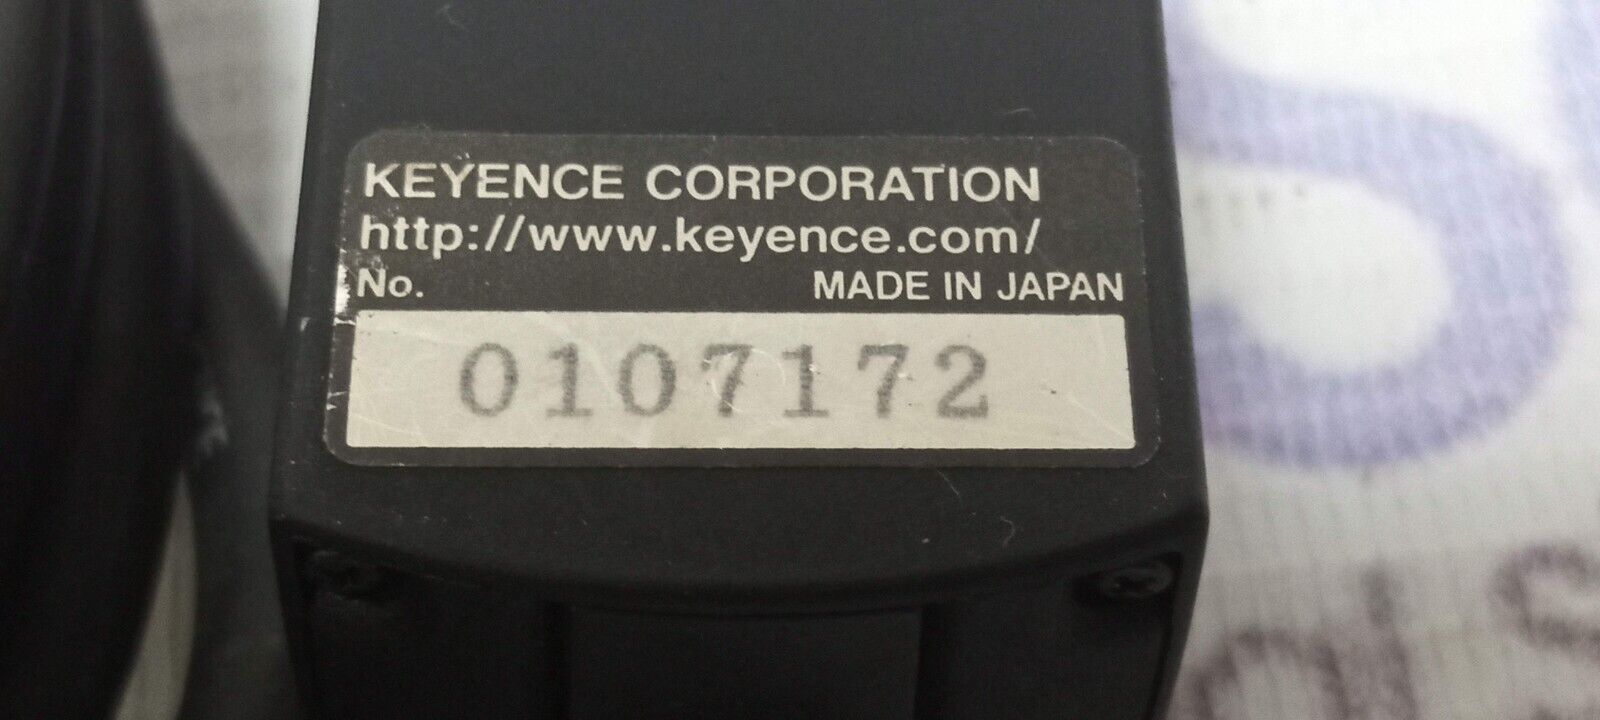 KEYENCE CORPORATION
http://www.keyence.com/
No. MADE IN JAPAN
0107172